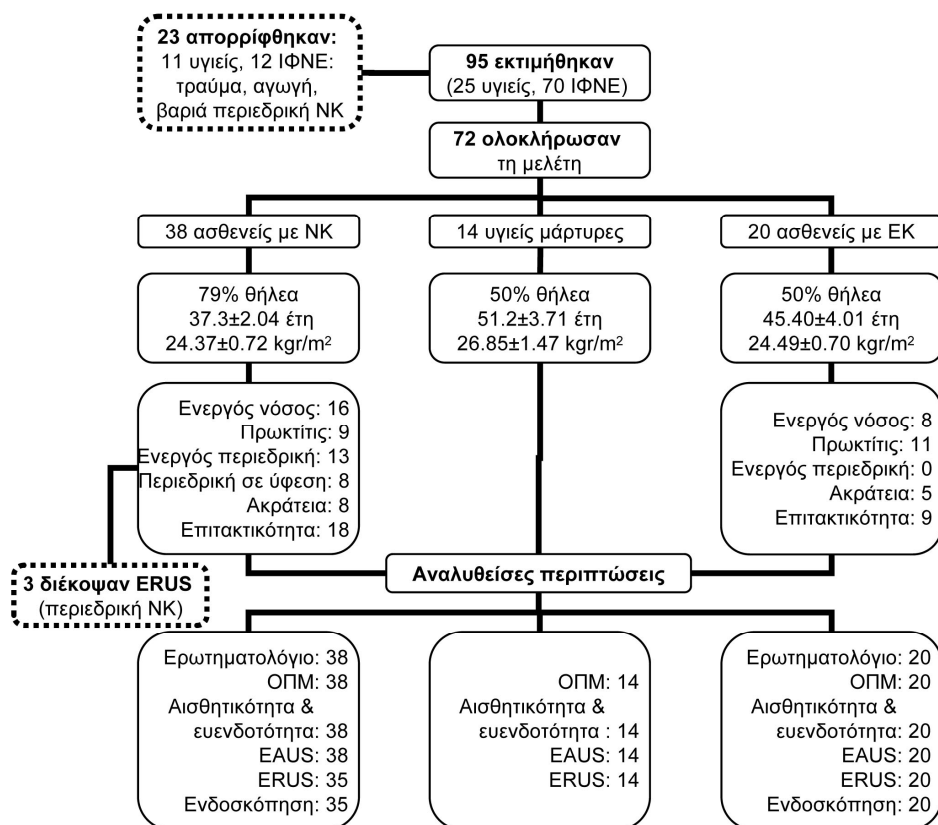 23 απορρίφθηκαν:
11 υγιείς, 12 ΙΦΝΕ:
τραύμα, αγωγή,
βαριά περιεδρική ΝΚ
95 εκτιμήθηκαν
(25 υγιείς, 70 ΙΦΝΕ)
72 ολοκλήρωσαν
τη μελέτη
38 ασθενείς με ΝΚ
14 υγιείς μάρτυρες
20 ασθενείς με ΕΚ
79% θήλεα
37.3±2.04 έτη
24.37±0.72 kgr/m²
50% θήλεα
51.2±3.71 έτη
26.85±1.47 kgr/m²
50% θήλεα
45.40±4.01 έτη
24.49±0.70 kgr/m²
Ενεργός νόσος: 16
Πρωκτίτις: 9
Ενεργός περιεδρική: 13
Περιεδρική σε ύφεση: 8
Ακράτεια: 8
Επιτακτικότητα: 18
Ενεργός νόσος: 8
Πρωκτίτις: 11
Ενεργός περιεδρική: 0
Ακράτεια: 5
Επιτακτικότητα: 9
3 διέκοψαν ERUS
(περιεδρική ΝΚ)
Αναλυθείσες περιπτώσεις
Ερωτηματολόγιο: 38
ΟΠΜ: 38
Αισθητικότητα &
ευενδοτότητα: 38
EAUS: 38
ERUS: 35
Ενδοσκόπηση: 35
ΟΠΜ: 14
Αισθητικότητα &
ευενδοτότητα : 14
EAUS: 14
ERUS: 14
Ερωτηματολόγιο: 20
ΟΠΜ: 20
Αισθητικότητα &
ευενδοτότητα: 20
EAUS: 20
ERUS: 20
Ενδοσκόπηση: 20